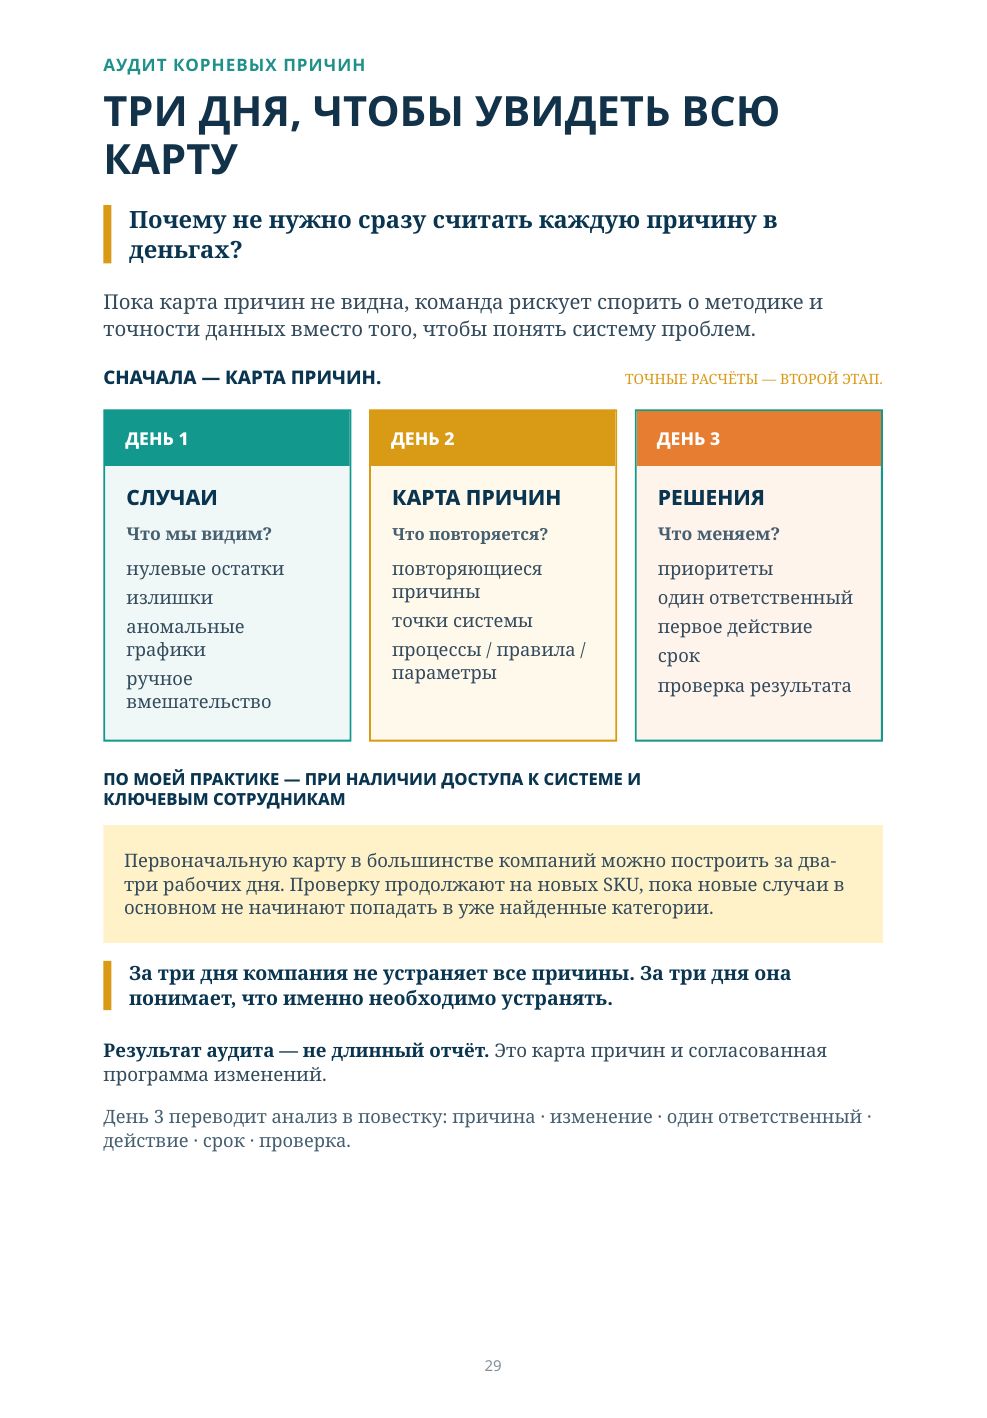 АУДИТ КОРНЕВЫХ ПРИЧИН
ТРИ ДНЯ, ЧТОБЫ УВИДЕТЬ ВСЮ
КАРТУ
Почему не нужно сразу считать каждую причину в
деньгах?
Пока карта причин не видна, команда рискует спорить о методике и
точности данных вместо того, чтобы понять систему проблем.
СНАЧАЛА — КАРТА ПРИЧИН.
ТОЧНЫЕ РАСЧЁТЫ — ВТОРОЙ ЭТАП.
ДЕНЬ 1
СЛУЧАИ
Что мы видим?
нулевые остатки
излишки
аномальные
графики
ручное
вмешательство
ДЕНЬ 2
КАРТА ПРИЧИН
Что повторяется?
повторяющиеся
причины
точки системы
процессы / правила /
параметры
ДЕНЬ 3
РЕШЕНИЯ
Что меняем?
приоритеты
один ответственный
первое действие
срок
проверка результата
ПО МОЕЙ ПРАКТИКЕ — ПРИ НАЛИЧИИ ДОСТУПА К СИСТЕМЕ И
КЛЮЧЕВЫМ СОТРУДНИКАМ
Первоначальную карту в большинстве компаний можно построить за два-
три рабочих дня. Проверку продолжают на новых SKU, пока новые случаи в
основном не начинают попадать в уже найденные категории.
За три дня компания не устраняет все причины. За три дня она
понимает, что именно необходимо устранять.
Результат аудита — не длинный отчёт. Это карта причин и согласованная
программа изменений.
День 3 переводит анализ в повестку: причина · изменение · один ответственный ·
действие · срок · проверка.
29